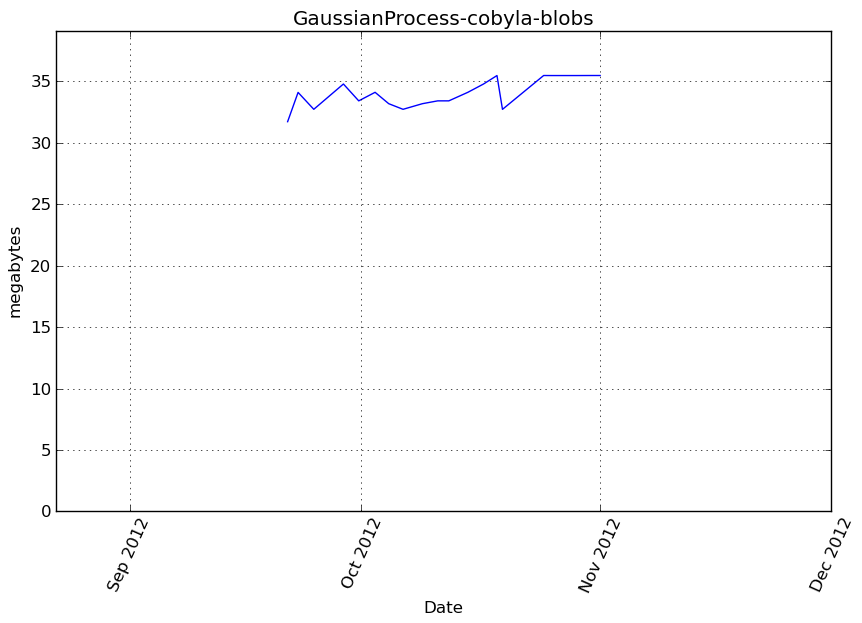 GaussianProcess-cobyla-blobs
megabytes
35
30
25
20
15
10
5
0
Sep 2012
Oct 2012
Nov 2012
Dec 2012
Date